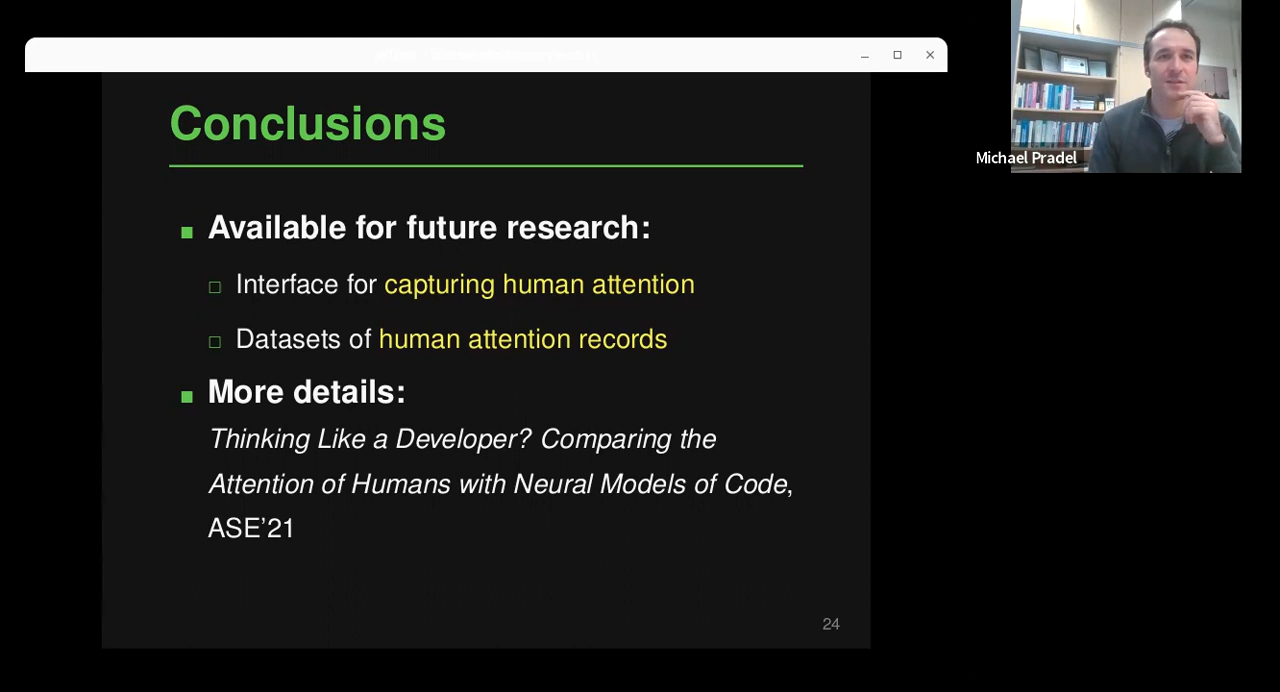 Conclusions
Available for future research:
Interface for capturing human attention
Datasets of human attention records
More details:
Thinking Like a Developer? Comparing the
Attention of Humans with Neural Models of Code,
ASE’21
24
Michael Pradel